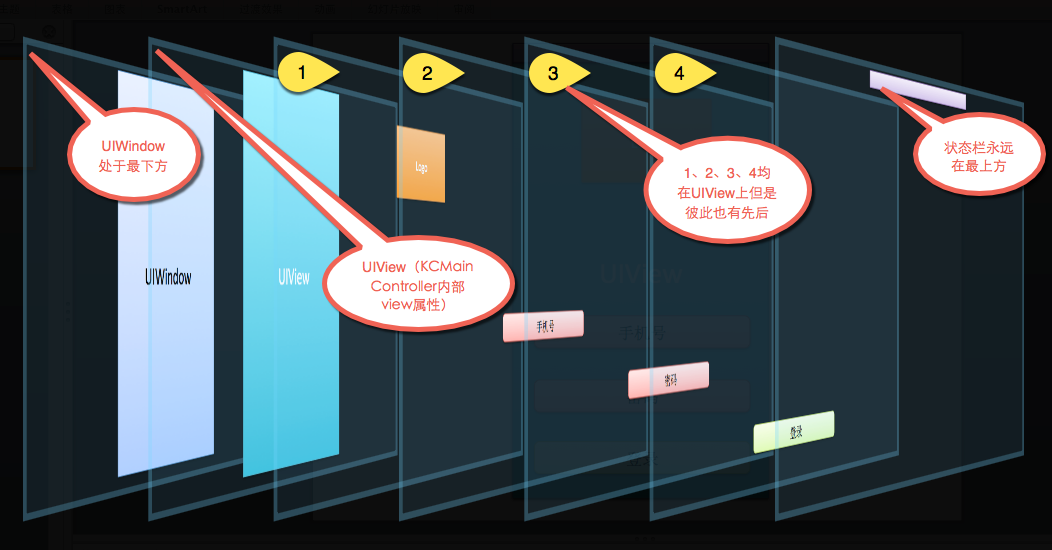 1
2
3
4
UIWindow
处于最下方
UIView（KCMain
Controller内部
view属性）
1、2、3、4均
在UIView上但是
彼此也有先后
状态栏永远
在最上方
Logo
UIWindow
UIView
UIView
手机号
手机号
密码
登录